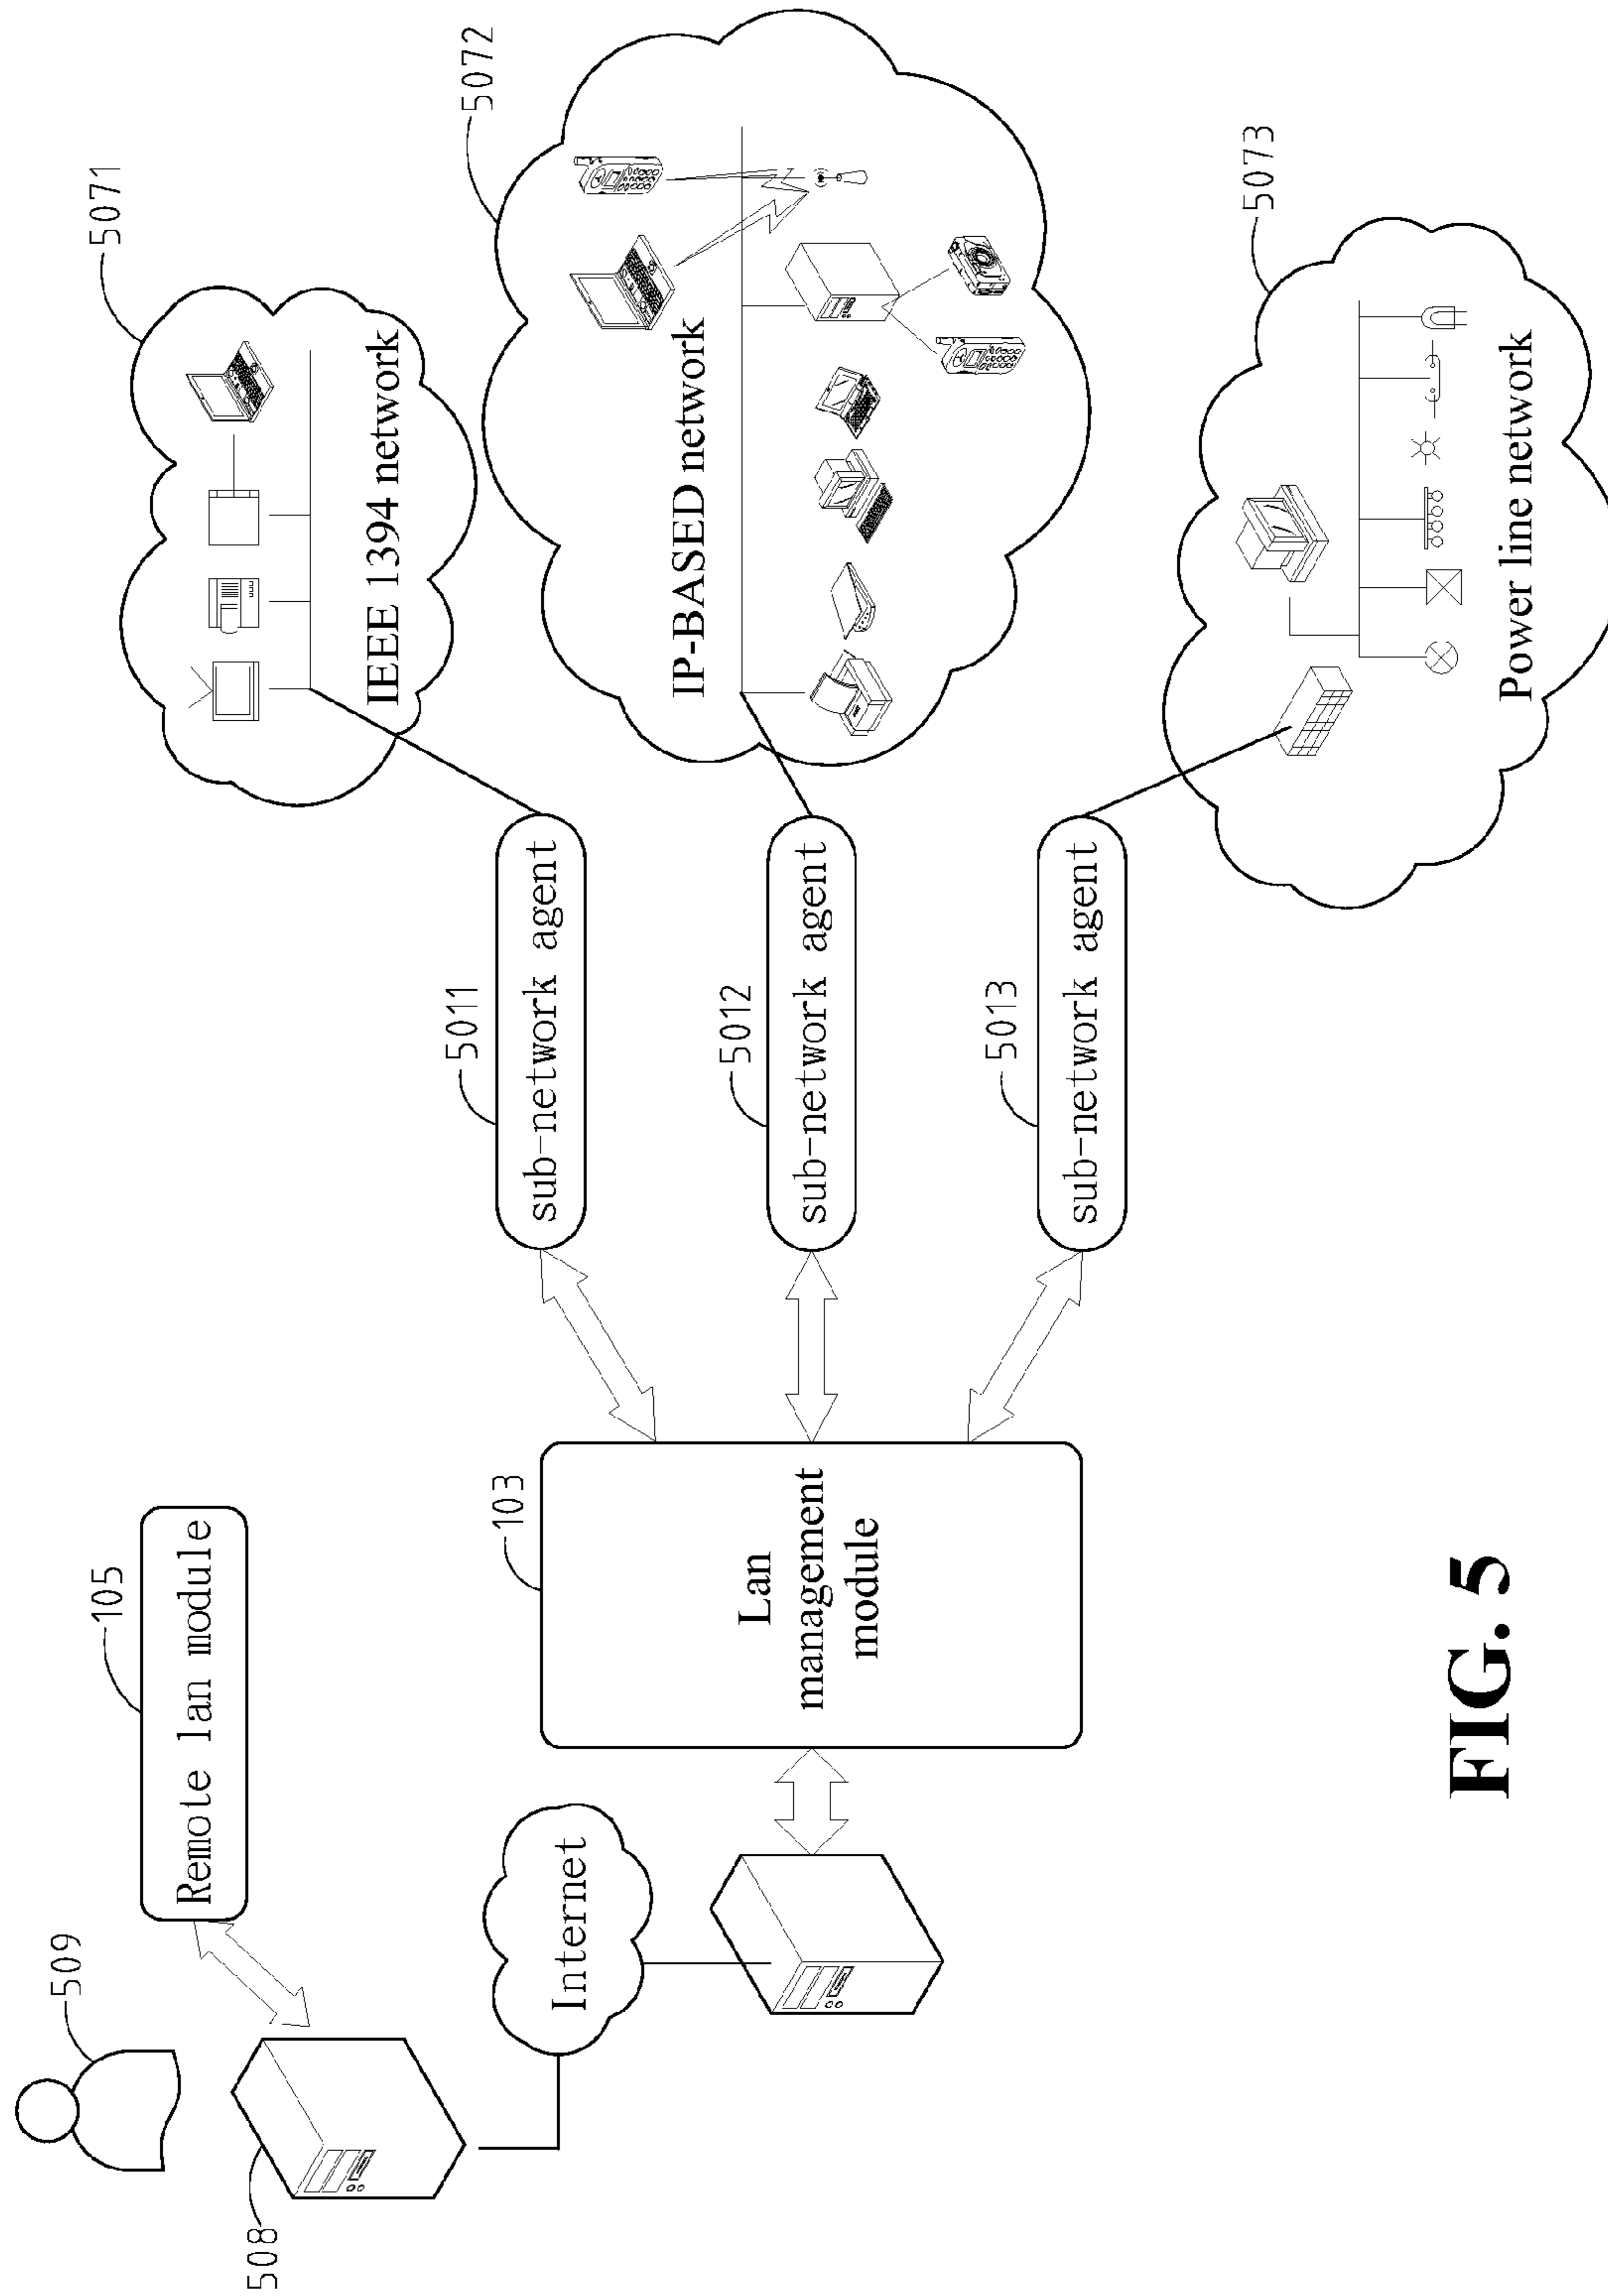 509
105
Remote lan module
508
Internet
103
Lan
management
module
5011
sub-network agent
5012
sub-network agent
5013
sub-network agent
5071
IEEE 1394 network
5072
IP-BASED network
5073
Power line network
FIG. 5